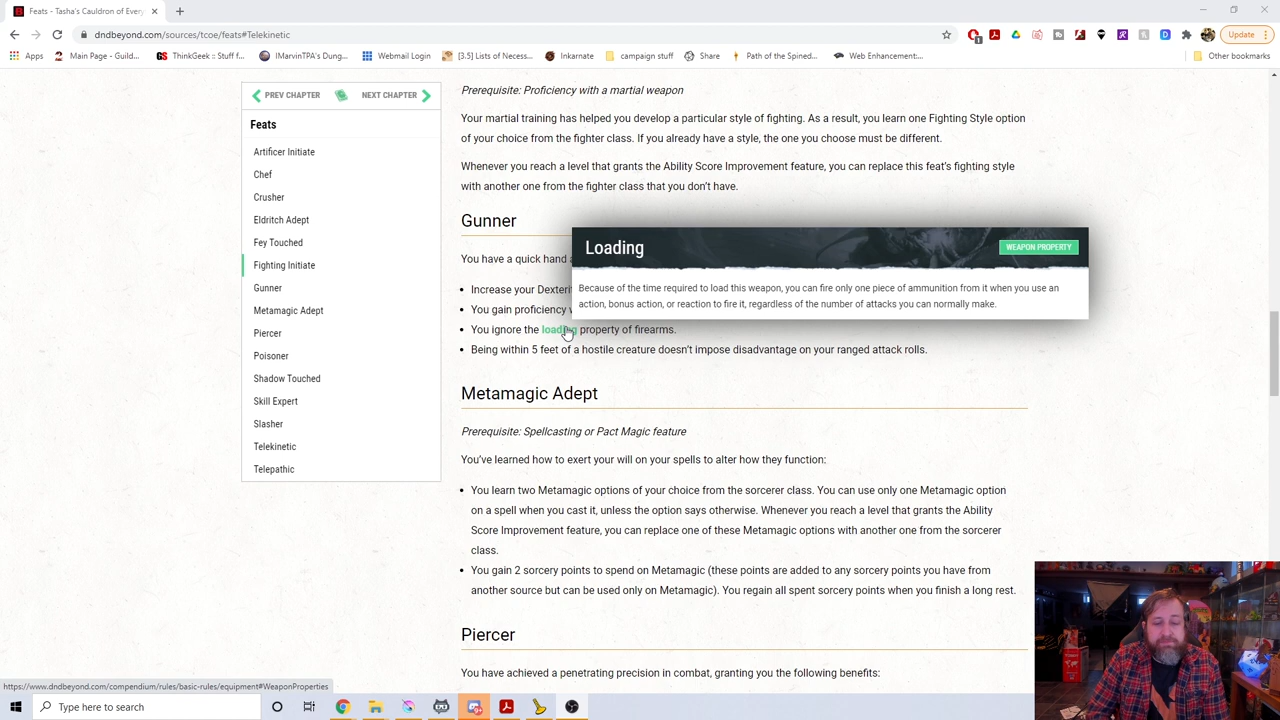 Feats - Tasha's Cauldron of Every
dndbeyond.com/sources/tcoe/feats#Telekinetic
Update
Apps
Main Page - Guild...
ThinkGeek :: Stuff f...
IMarvinTPA's Dung...
Webmail Login
[3.5] Lists of Necess...
Inkarnate
campaign stuff
Share
Path of the Spined...
Web Enhancement:...
Other bookmarks
PREV CHAPTER
NEXT CHAPTER
Feats
Artificer Initiate
Chef
Crusher
Eldritch Adept
Fey Touched
Fighting Initiate
Gunner
Metamagic Adept
Piercer
Poisoner
Shadow Touched
Skill Expert
Slasher
Telekinetic
Telepathic
Prerequisite: Proficiency with a martial weapon
Your martial training has helped you develop a particular style of fighting. As a result, you learn one Fighting Style option
of your choice from the fighter class. If you already have a style, the one you choose must be different.
Whenever you reach a level that grants the Ability Score Improvement feature, you can replace this feat's fighting style
with another one from the fighter class that you don't have.
Gunner
You have a quick hand a
Increase your Dexterit
You gain proficiency w
You ignore the loading property of firearms.
Being within 5 feet of a hostile creature doesn't impose disadvantage on your ranged attack rolls.
Loading
WEAPON PROPERTY
Because of the time required to load this weapon, you can fire only one piece of ammunition from it when you use an
action, bonus action, or reaction to fire it, regardless of the number of attacks you can normally make.
Metamagic Adept
Prerequisite: Spellcasting or Pact Magic feature
You've learned how to exert your will on your spells to alter how they function:
You learn two Metamagic options of your choice from the sorcerer class. You can use only one Metamagic option
on a spell when you cast it, unless the option says otherwise. Whenever you reach a level that grants the Ability
Score Improvement feature, you can replace one of these Metamagic options with another one from the sorcerer
class.
You gain 2 sorcery points to spend on Metamagic (these points are added to any sorcery points you have from
another source but can be used only on Metamagic). You regain all spent sorcery points when you finish a long rest.
Piercer
You have achieved a penetrating precision in combat, granting you the following benefits:
https://www.dndbeyond.com/compendium/rules/basic-rules/equipment#WeaponProperties
Type here to search